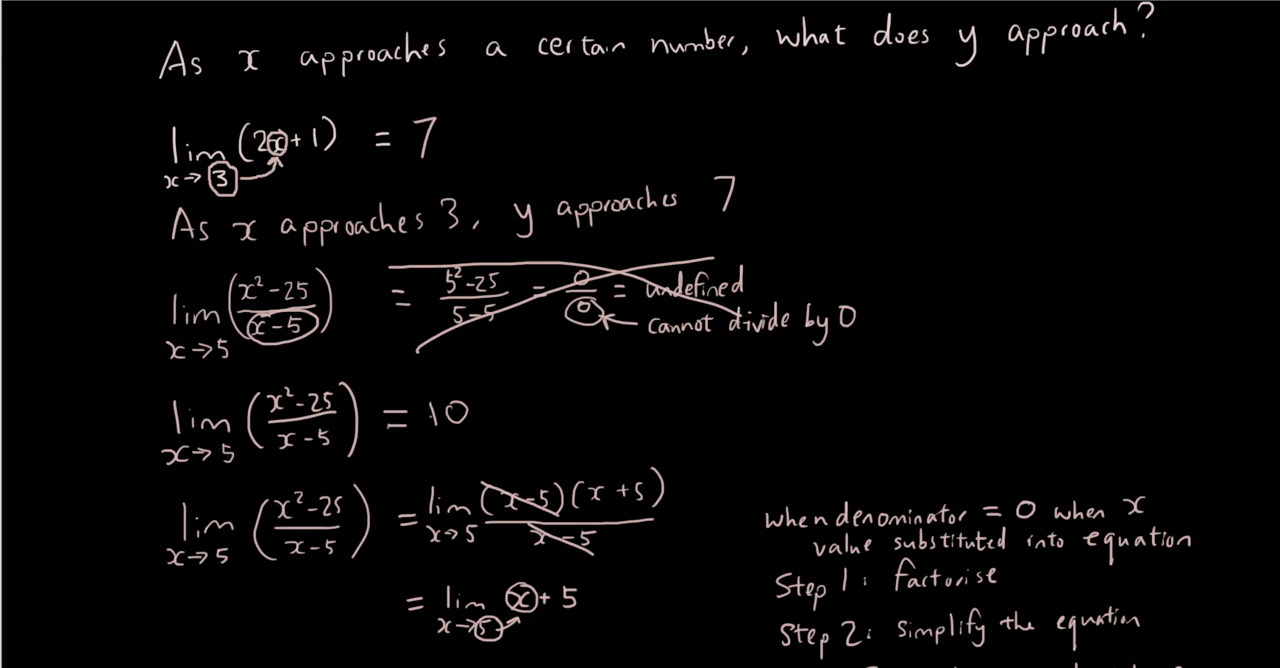 As x approaches a certain number, what does y approach?
lim (2x+1) = 7
x→3
As x approaches 3, y approaches 7
lim (x²-25 / x-5) = 5²-25 / 5-5 = 0/0 = undefined
x→5
cannot divide by 0
lim (x²-25 / x-5) = 10
x→5
lim (x²-25 / x-5) = lim (x-5)(x+5) / x-5
x→5 x→5
= lim x+5
x→5
when denominator = 0 when x
value substituted into equation
Step 1: factorise
Step 2: simplify the equation